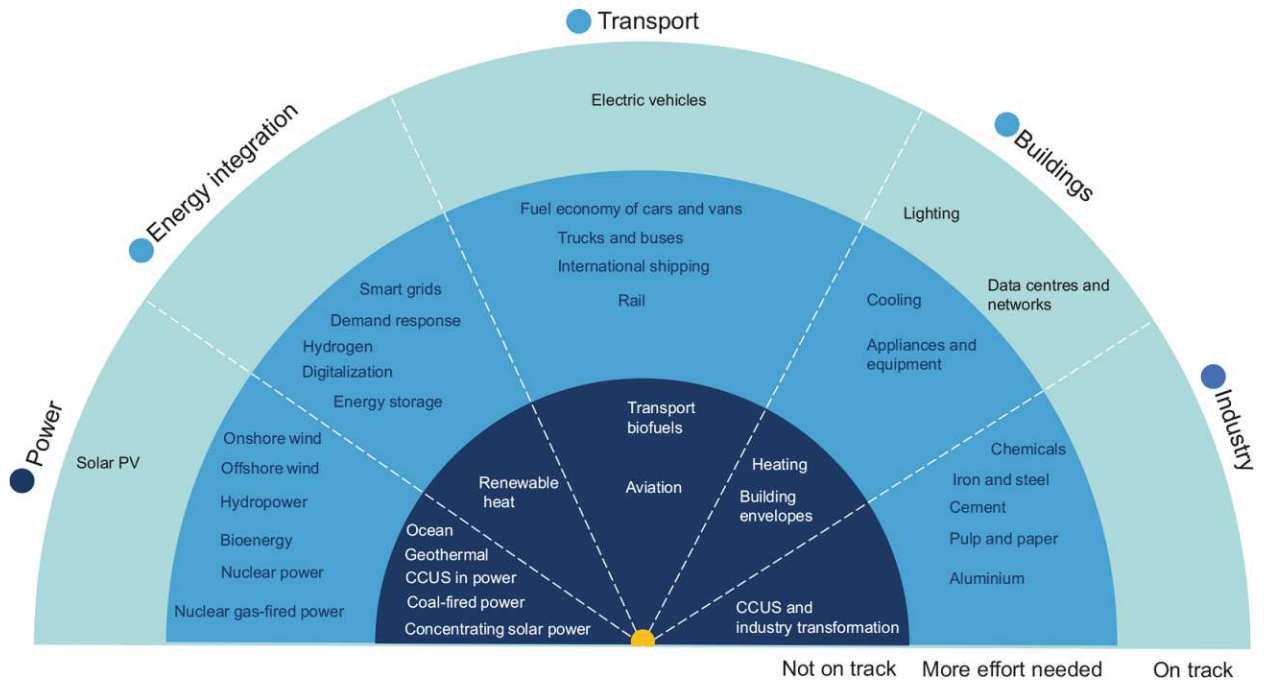 Transport
Energy integration
Buildings
Power
Industry
Electric vehicles
Lighting
Data centres and
networks
Solar PV
Fuel economy of cars and vans
Trucks and buses
International shipping
Rail
Smart grids
Demand response
Hydrogen
Digitalization
Energy storage
Cooling
Appliances and
equipment
Onshore wind
Offshore wind
Hydropower
Bioenergy
Nuclear power
Nuclear gas-fired power
Chemicals
Iron and steel
Cement
Pulp and paper
Aluminium
Transport
biofuels
Aviation
Renewable
heat
Heating
Building
envelopes
Ocean
Geothermal
CCUS in power
Coal-fired power
Concentrating solar power
CCUS and
industry transformation
Not on track
More effort needed
On track